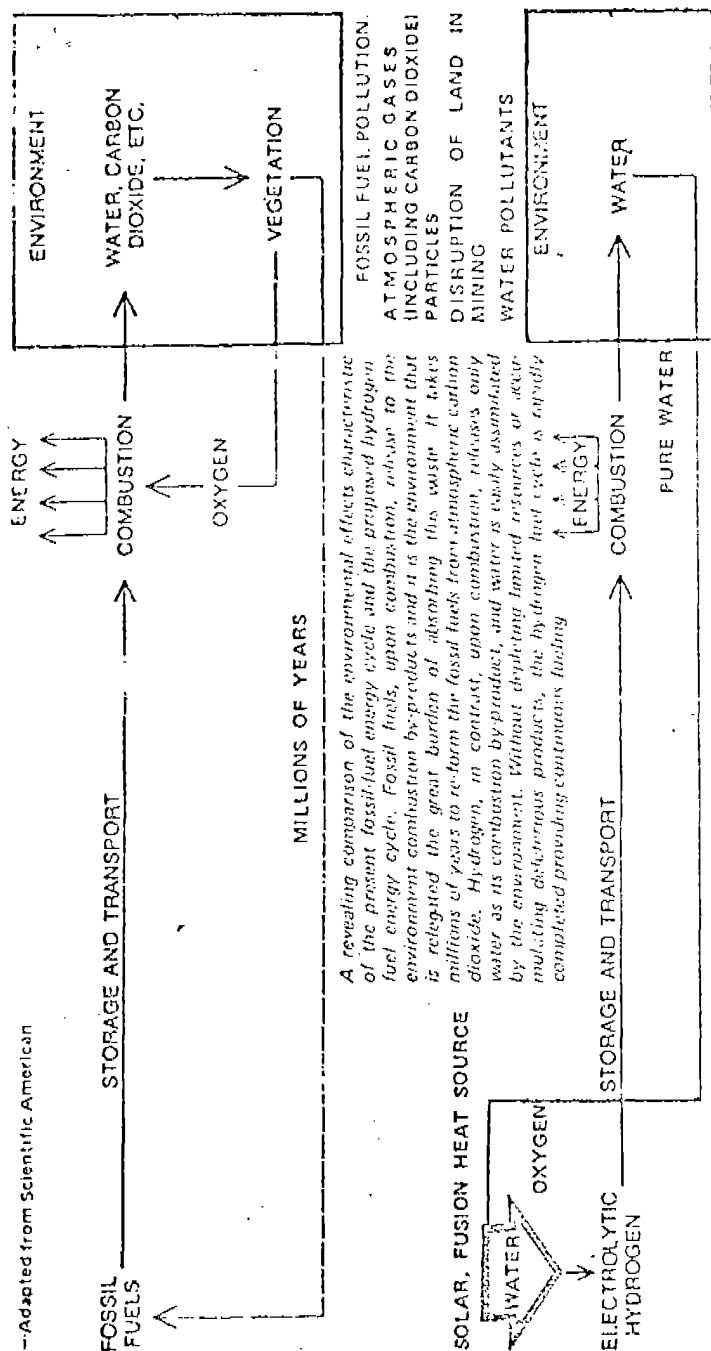 —Adapted from Scientific American
FOSSIL
FUELS
STORAGE AND TRANSPORT
ENERGY
COMBUSTION
OXYGEN
ENVIRONMENT
WATER, CARBON
DIOXIDE, ETC.
VEGETATION
MILLIONS OF YEARS
A revealing comparison of the environmental effects characteristic
of the present fossil-fuel energy cycle and the proposed hydrogen
fuel energy cycle. Fossil fuels, upon combustion, release to the
environment combustion by-products and it is the environment that
is relegated the great burden of absorbing this waste. It takes
millions of years to re-form the fossil fuels from atmospheric carbon
dioxide. Hydrogen, in contrast, upon combustion, releases only
water as its combustion by-product, and water is easily assimilated
by the environment. Without depleting limited resources or accu-
mulating deleterious products, the hydrogen fuel cycle is rapidly
completed providing continuous fueling
FOSSIL FUEL POLLUTION:
ATMOSPHERIC GASES
(INCLUDING CARBON DIOXIDE)
PARTICLES
DISRUPTION OF LAND IN
MINING
WATER POLLUTANTS
SOLAR, FUSION HEAT SOURCE
WATER
OXYGEN
ELECTROLYTIC
HYDROGEN
STORAGE AND TRANSPORT
ENERGY
COMBUSTION
ENVIRONMENT
WATER
PURE WATER